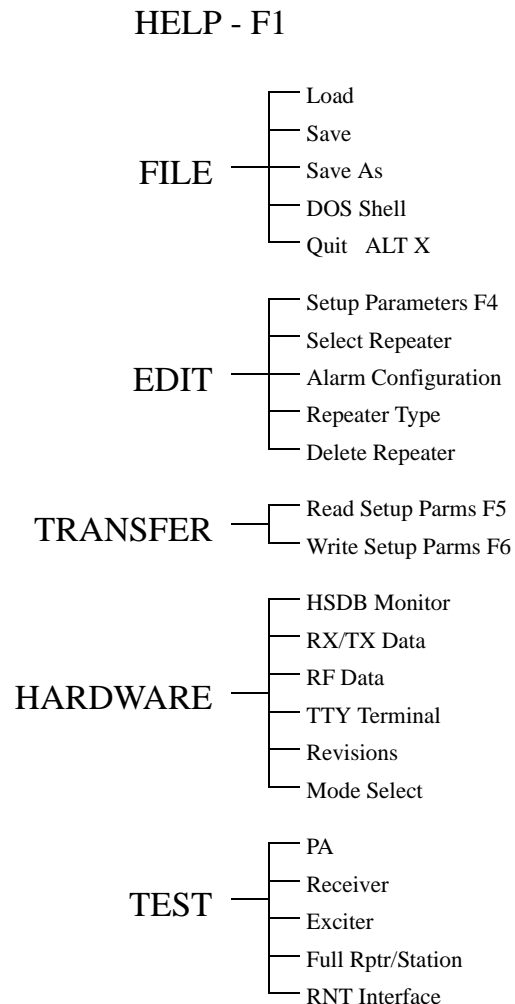 HELP - F1
FILE
Load
Save
Save As
DOS Shell
Quit ALT X
EDIT
Setup Parameters F4
Select Repeater
Alarm Configuration
Repeater Type
Delete Repeater
TRANSFER
Read Setup Parms F5
Write Setup Parms F6
HARDWARE
HSDB Monitor
RX/TX Data
RF Data
TTY Terminal
Revisions
Mode Select
TEST
PA
Receiver
Exciter
Full Rptr/Station
RNT Interface